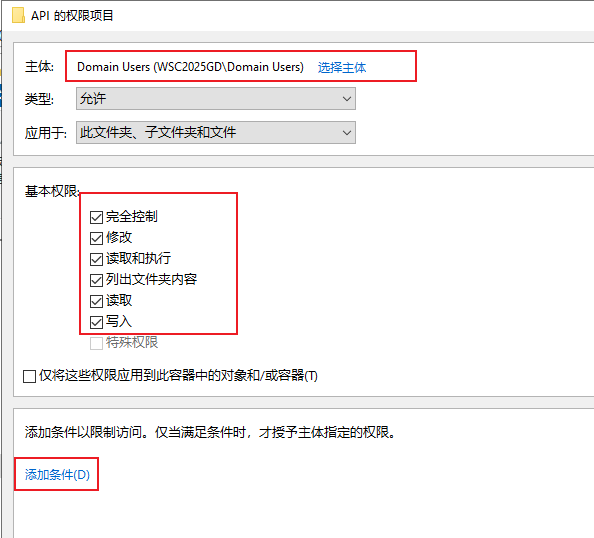 API 的权限项目
主体: Domain Users (WSC2025GD\Domain Users) 选择主体
类型: 允许
应用于: 此文件夹、子文件夹和文件
基本权限:
完全控制
修改
读取和执行
列出文件夹内容
读取
写入
特殊权限
仅将这些权限应用到此容器中的对象和/或容器(T)
添加条件以限制访问。仅当满足条件时，才授予主体指定的权限。
添加条件(D)